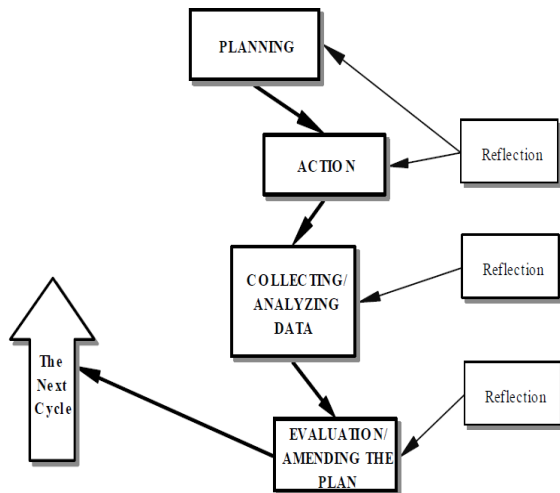 PLANNING
Reflection
ACTION
Reflection
COLLECTING/
ANALYZING
DATA
The
Next
Cycle
Reflection
EVALUATION/
AMENDING THE
PLAN